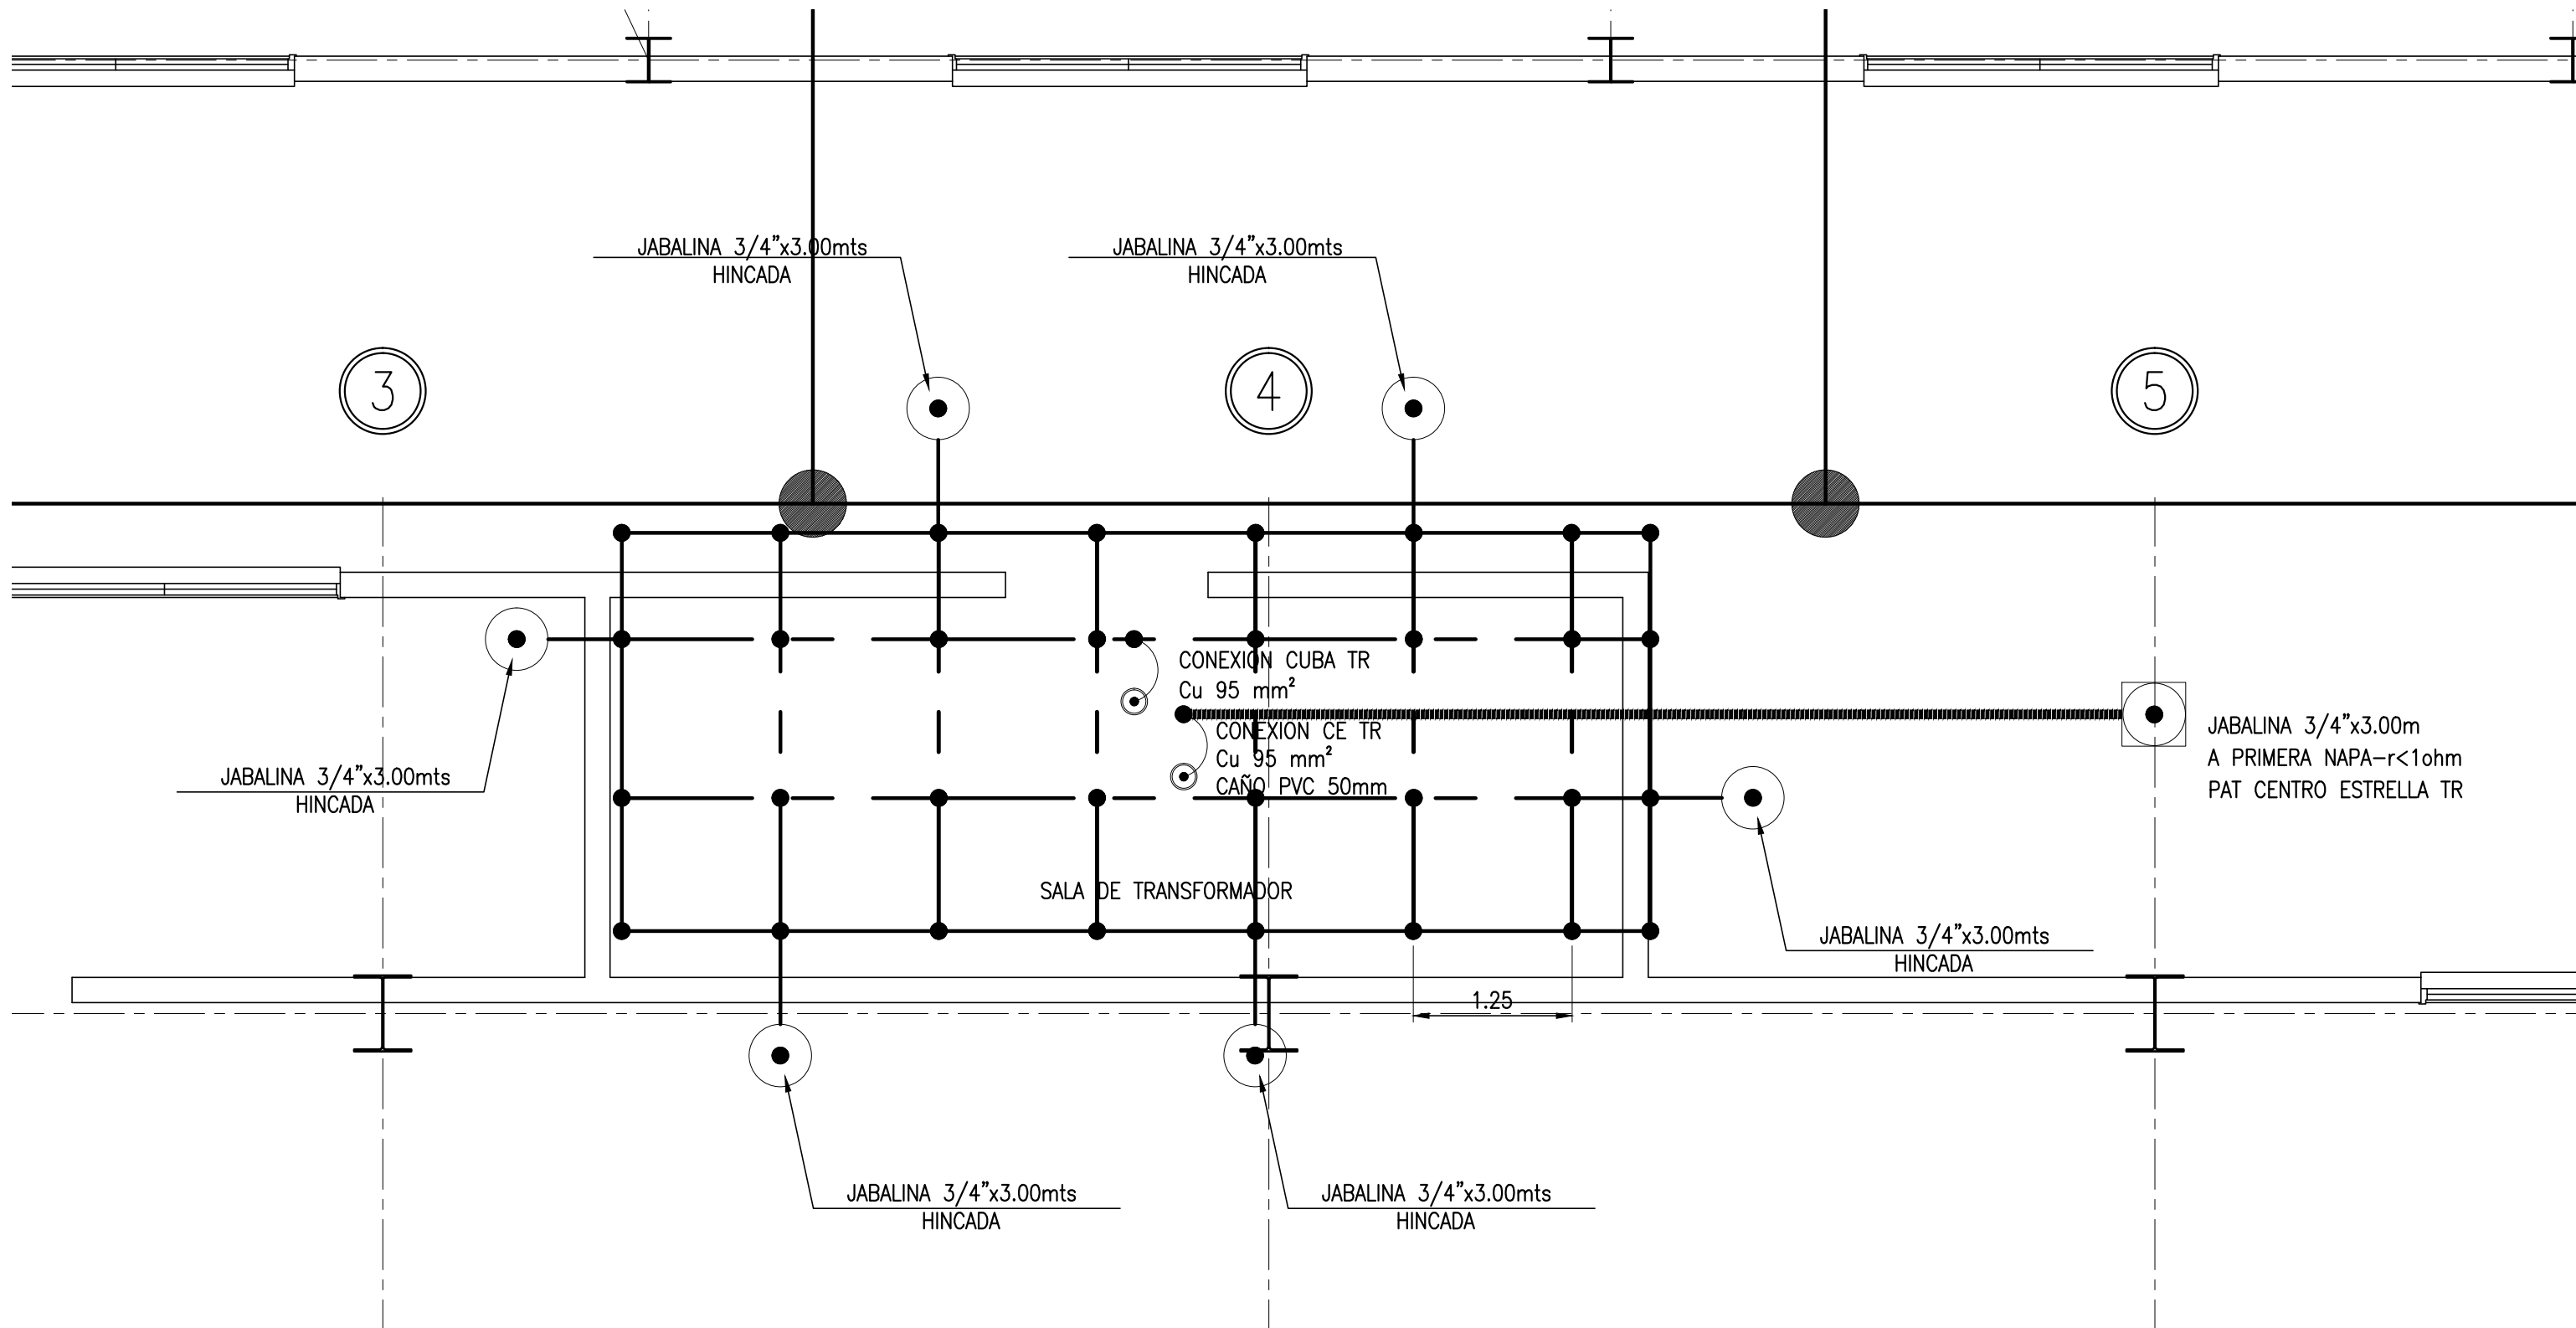 JABALINA 3/4"x3.00mts
HINCADA
JABALINA 3/4"x3.00mts
HINCADA
3
4
5
CONEXION CUBA TR
Cu 95 mm²
CONEXION CE TR
Cu 95 mm²
CAÑO PVC 50mm
JABALINA 3/4"x3.00m
A PRIMERA NAPA-r<1ohm
PAT CENTRO ESTRELLA TR
JABALINA 3/4"x3.00mts
HINCADA
SALA DE TRANSFORMADOR
JABALINA 3/4"x3.00mts
HINCADA
1.25
JABALINA 3/4"x3.00mts
HINCADA
JABALINA 3/4"x3.00mts
HINCADA